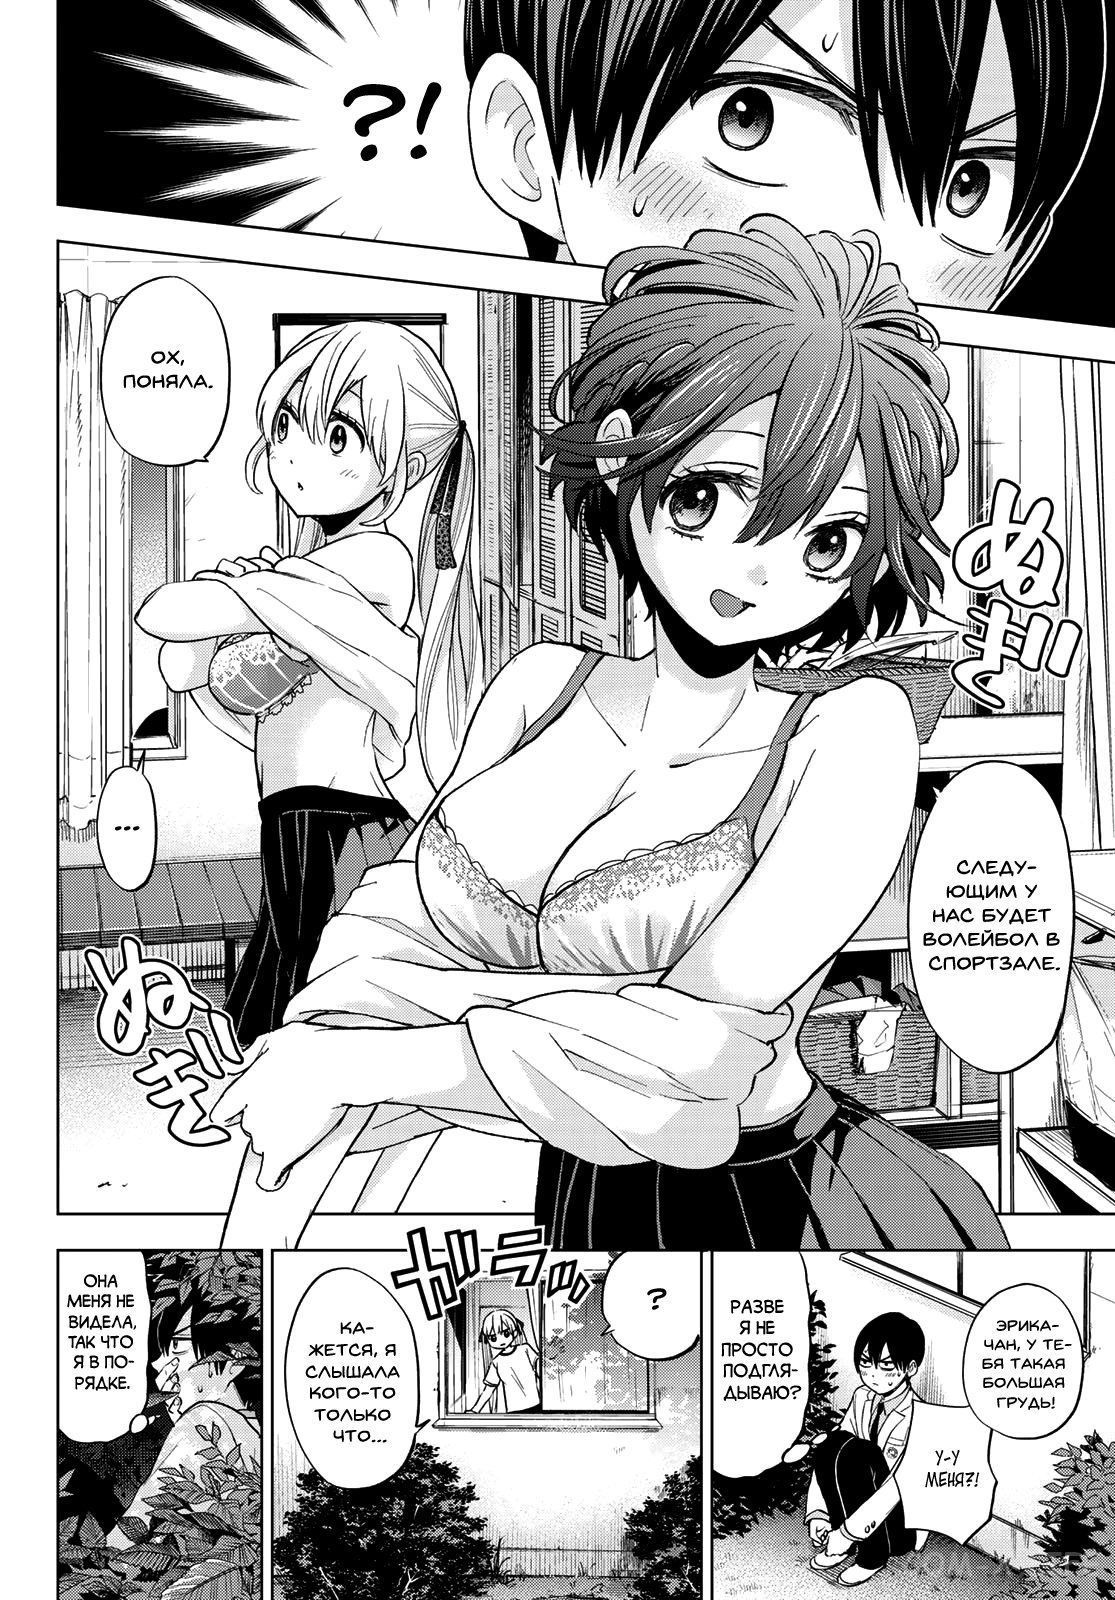 ?!
СЛЕДУ-
ЮЩИМ У
НАС БУДЕТ
ВОЛЕЙБОЛ В
СПОРТЗАЛЕ.
ぬぎ
ОХ,
ПОНЯЛА.
...
ぬぎ
ЭРИКА-
ЧАН, У ТЕ-
БЯ ТАКАЯ
БОЛЬШАЯ
ГРУДЬ!
У-У
МЕНЯ?!
РАЗВЕ
Я НЕ
ПРОСТО
ПОДГЛЯ-
ДЫВАЮ?
?
ガラ
КА-
ЖЕТСЯ, Я
СЛЫШАЛА
КОГО-ТО
ТОЛЬКО
ЧТО...
ОНА
МЕНЯ НЕ
ВИДЕЛА,
ТАК ЧТО
Я В ПО-
РЯДКЕ.